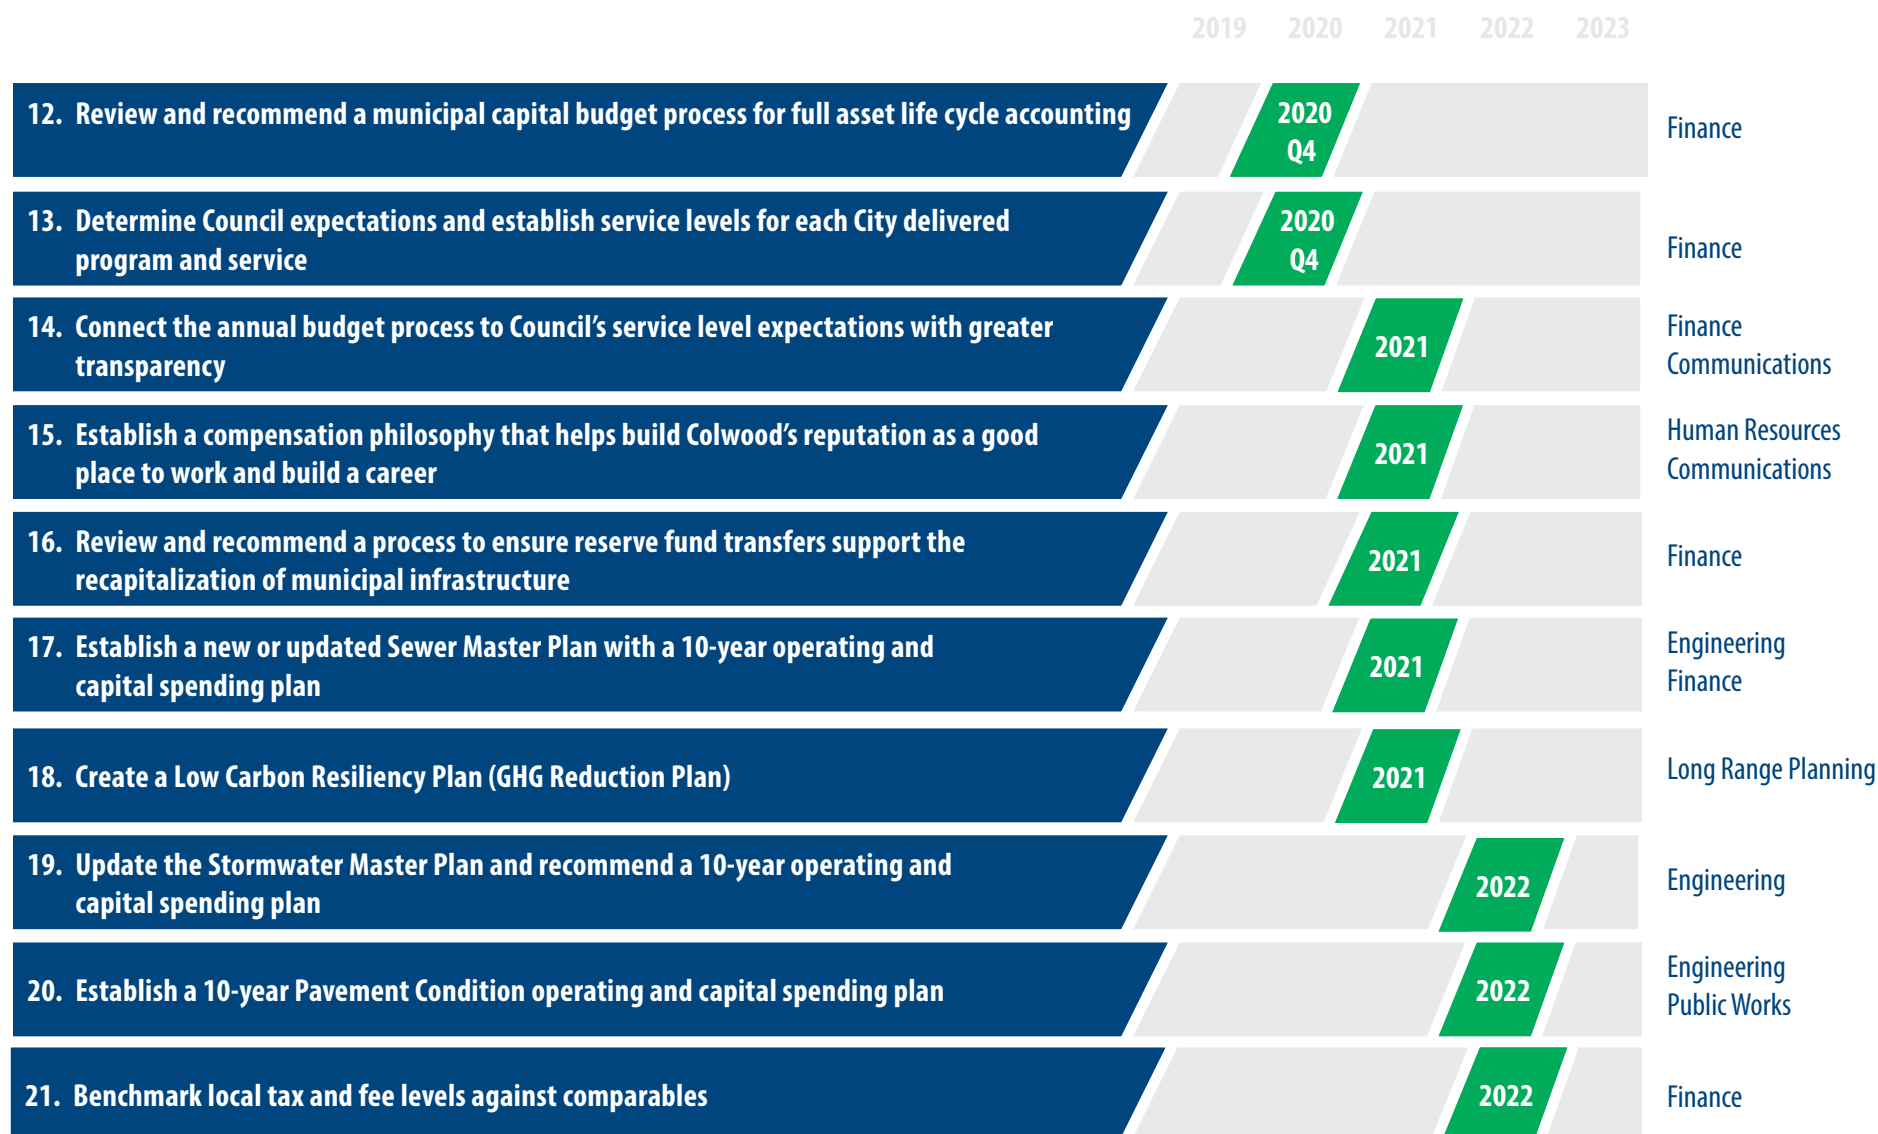 2019 2020 2021 2022 2023
12. Review and recommend a municipal capital budget process for full asset life cycle accounting
2020
Q4
Finance
13. Determine Council expectations and establish service levels for each City delivered
program and service
2020
Q4
Finance
14. Connect the annual budget process to Council’s service level expectations with greater
transparency
2021
Finance
Communications
15. Establish a compensation philosophy that helps build Colwood’s reputation as a good
place to work and build a career
2021
Human Resources
Communications
16. Review and recommend a process to ensure reserve fund transfers support the
recapitalization of municipal infrastructure
2021
Finance
17. Establish a new or updated Sewer Master Plan with a 10-year operating and
capital spending plan
2021
Engineering
Finance
18. Create a Low Carbon Resiliency Plan (GHG Reduction Plan)
2021
Long Range Planning
19. Update the Stormwater Master Plan and recommend a 10-year operating and
capital spending plan
2022
Engineering
20. Establish a 10-year Pavement Condition operating and capital spending plan
2022
Engineering
Public Works
21. Benchmark local tax and fee levels against comparables
2022
Finance